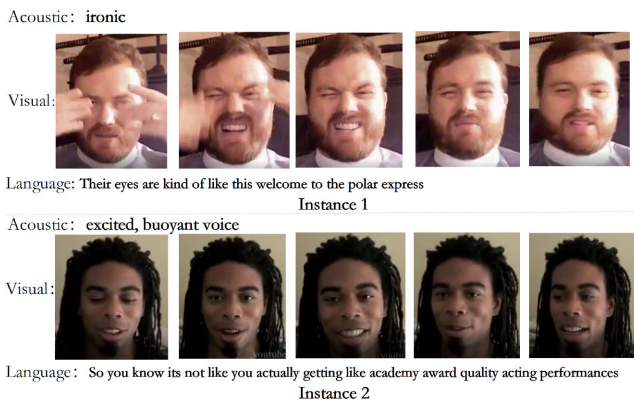 Acoustic: ironic
Visual:
Language: Their eyes are kind of like this welcome to the polar express
Instance 1
Acoustic: excited, buoyant voice
Visual:
youtube
Language: So you know its not like you actually getting like academy award quality acting performances
Instance 2